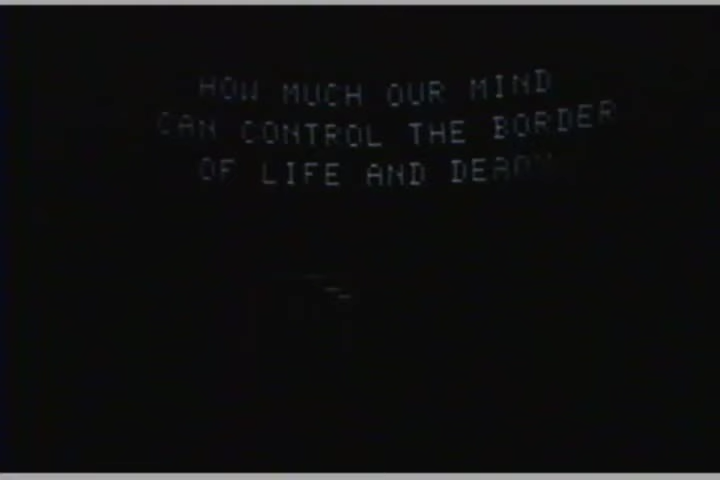 HOW MUCH OUR MIND
CAN CONTROL THE BORDER
OF LIFE AND